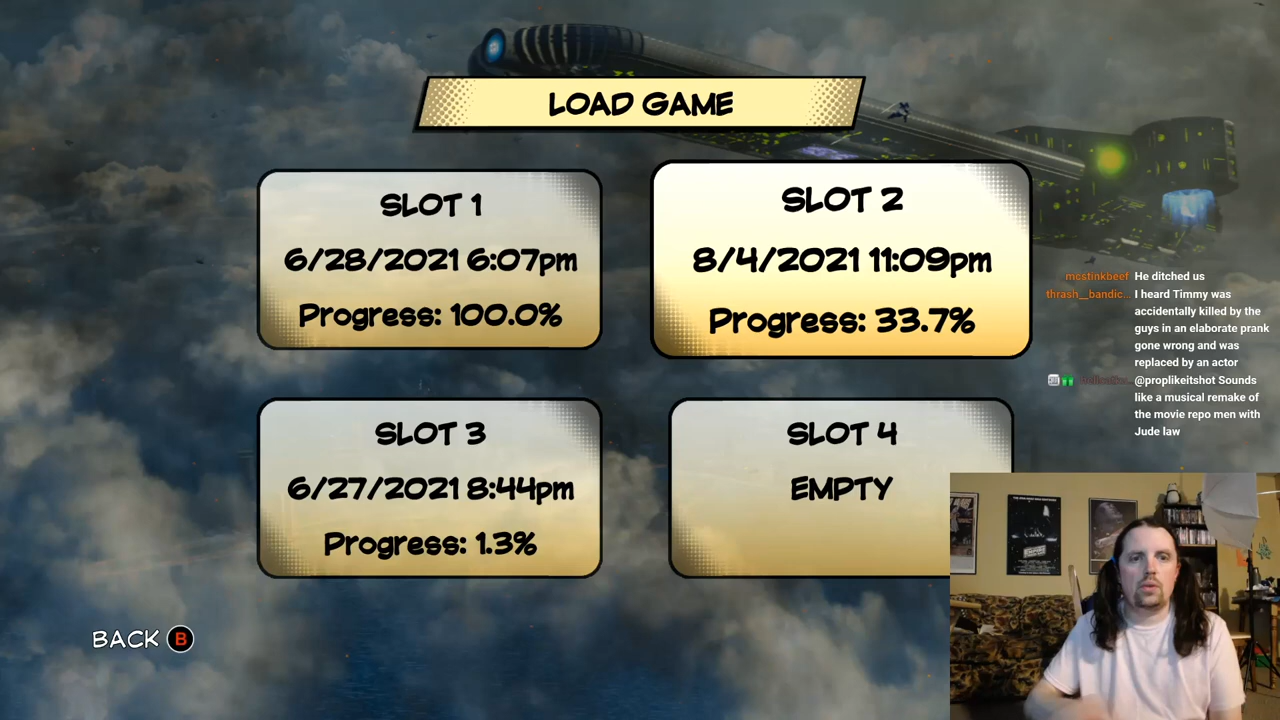 LOAD GAME
SLOT 1
6/28/2021 6:07pm
Progress: 100.0%
SLOT 2
8/4/2021 11:09pm
Progress: 33.7%
SLOT 3
6/27/2021 8:44pm
Progress: 1.3%
SLOT 4
EMPTY
BACK B
mcstinkbeef He ditched us
thrash__bandic... I heard Timmy was
accidentally killed by the
guys in an elaborate prank
gone wrong and was
replaced by an actor
@proplikeitshot Sounds
like a musical remake of
the movie repo men with
Jude law